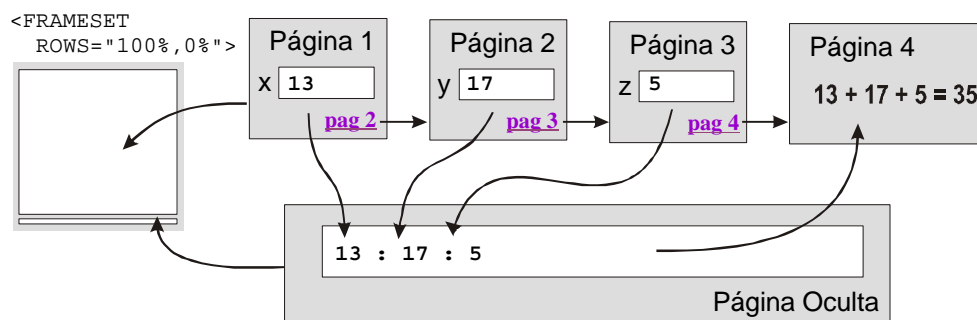 <FRAMESET
ROWS="100%,0%">
Página 1
x 13
pag 2
Página 2
y 17
pag 3
Página 3
z 5
pag 4
Página 4
13 + 17 + 5 = 35
13 : 17 : 5
Página Oculta